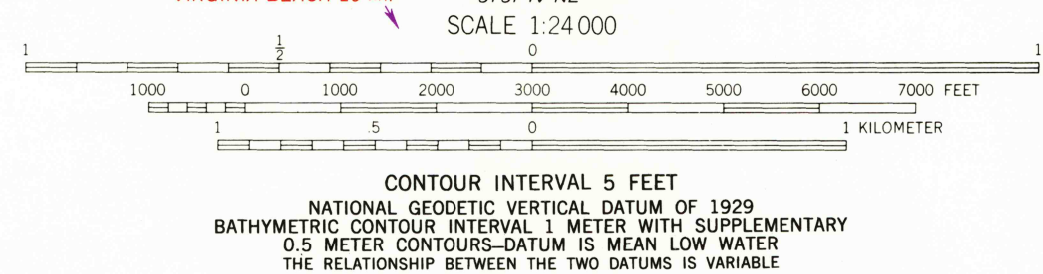 SCALE 1:24 000
1 1/2 0 1
1000 0 1000 2000 3000 4000 5000 6000 7000 FEET
1 .5 0 1 KILOMETER
CONTOUR INTERVAL 5 FEET
NATIONAL GEODETIC VERTICAL DATUM OF 1929
BATHYMETRIC CONTOUR INTERVAL 1 METER WITH SUPPLEMENTARY
0.5 METER CONTOURS—DATUM IS MEAN LOW WATER
THE RELATIONSHIP BETWEEN THE TWO DATUMS IS VARIABLE